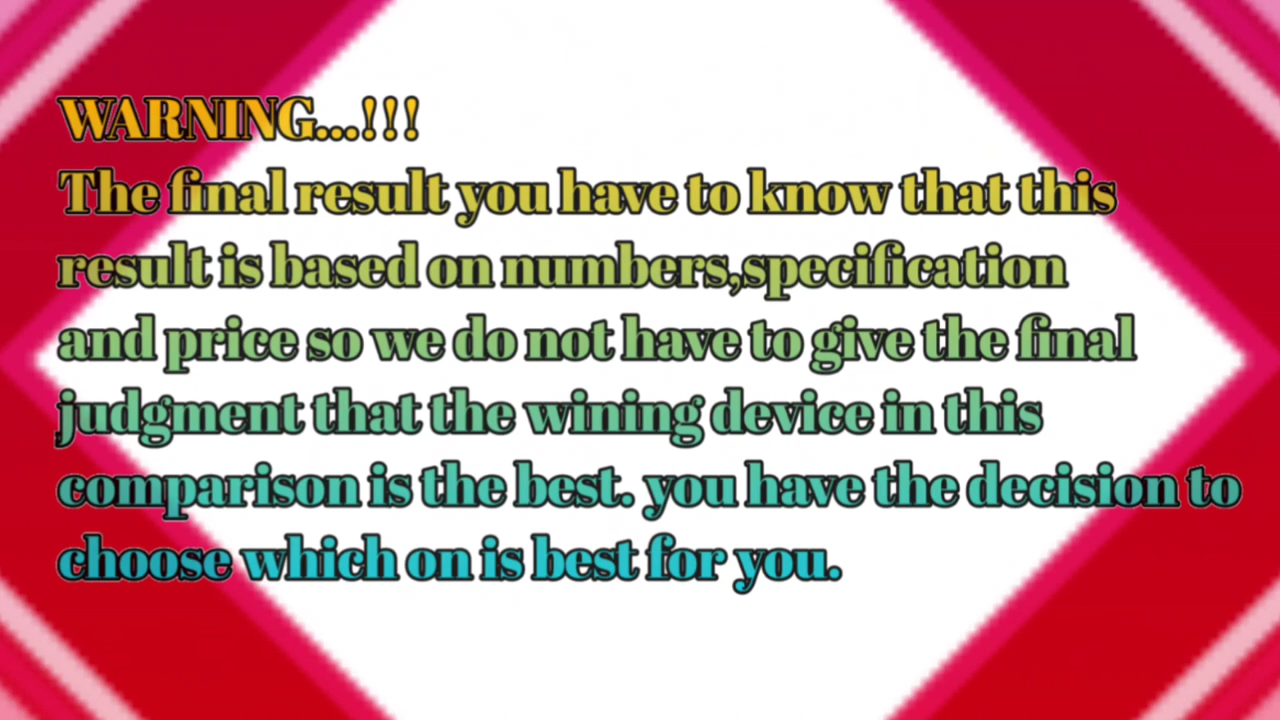 WARNING...!!!
The final result you have to know that this
result is based on numbers,specification
and price so we do not have to give the final
judgment that the wining device in this
comparison is the best. you have the decision to
choose which on is best for you.